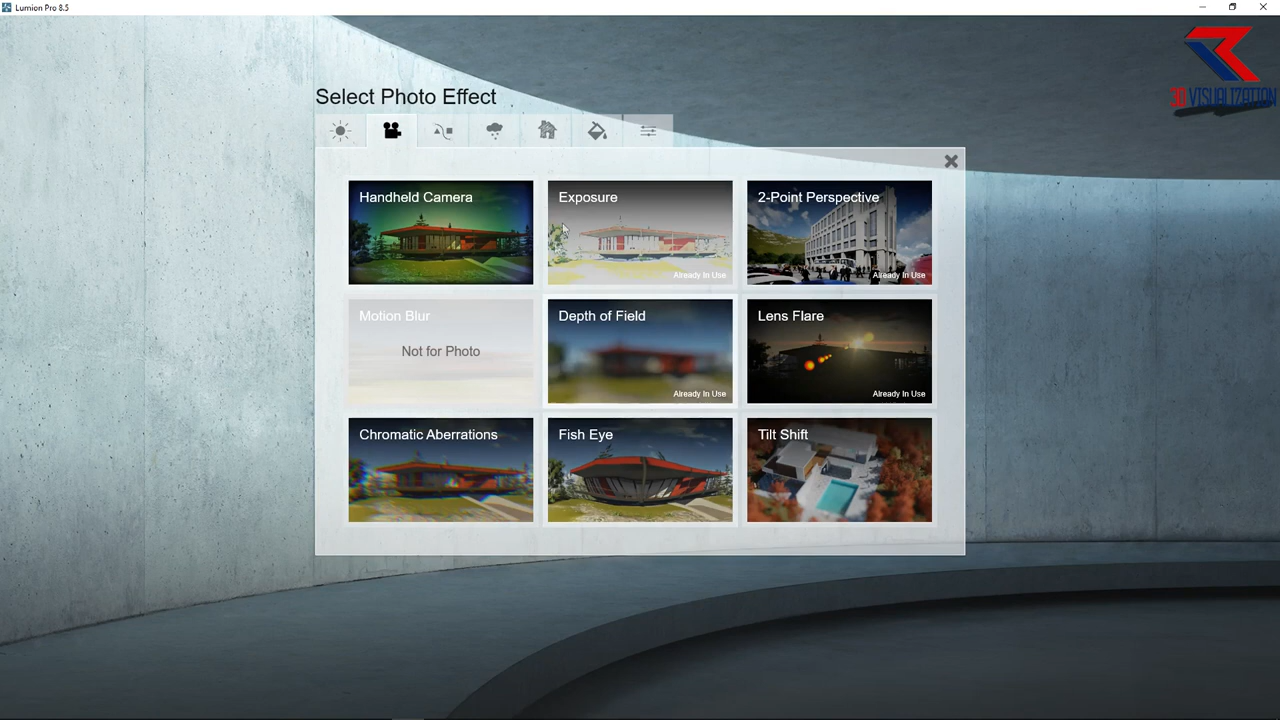 Lumion Pro 8.5
3D VISUALIZATION
Select Photo Effect
Handheld Camera
Exposure
Already In Use
2-Point Perspective
Already In Use
Motion Blur
Not for Photo
Depth of Field
Already In Use
Lens Flare
Already In Use
Chromatic Aberrations
Fish Eye
Tilt Shift